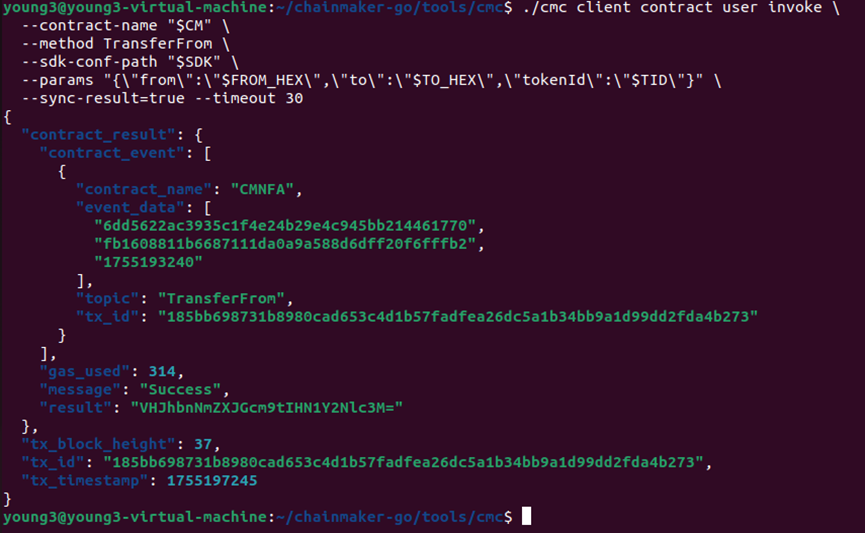 young3@young3-virtual-machine:~/chainmaker-go/tools/cmc$ ./cmc client contract user invoke \
  --contract-name "$CM" \
  --method TransferFrom \
  --sdk-conf-path "$SDK" \
  --params "{\"from\":\"$FROM_HEX\",\"to\":\"$TO_HEX\",\"tokenId\":\"$TID\"}" \
  --sync-result=true --timeout 30
{
  "contract_result": {
    "contract_event": [
      {
        "contract_name": "CMNFA",
        "event_data": [
          "6dd5622ac3935c1f4e24b29e4c945bb214461770",
          "fb1608811b6687111da0a9a588d6dff20f6fffb2",
          "1755193240"
        ],
        "topic": "TransferFrom",
        "tx_id": "185bb698731b8980cad653c4d1b57fadfea26dc5a1b34bb9a1d99dd2fda4b273"
      }
    ],
    "gas_used": 314,
    "message": "Success",
    "result": "VHJhbnNmZXJGcm9tIHN1Y2Nlc3M="
  },
  "tx_block_height": 37,
  "tx_id": "185bb698731b8980cad653c4d1b57fadfea26dc5a1b34bb9a1d99dd2fda4b273",
  "tx_timestamp": 1755197245
}
young3@young3-virtual-machine:~/chainmaker-go/tools/cmc$